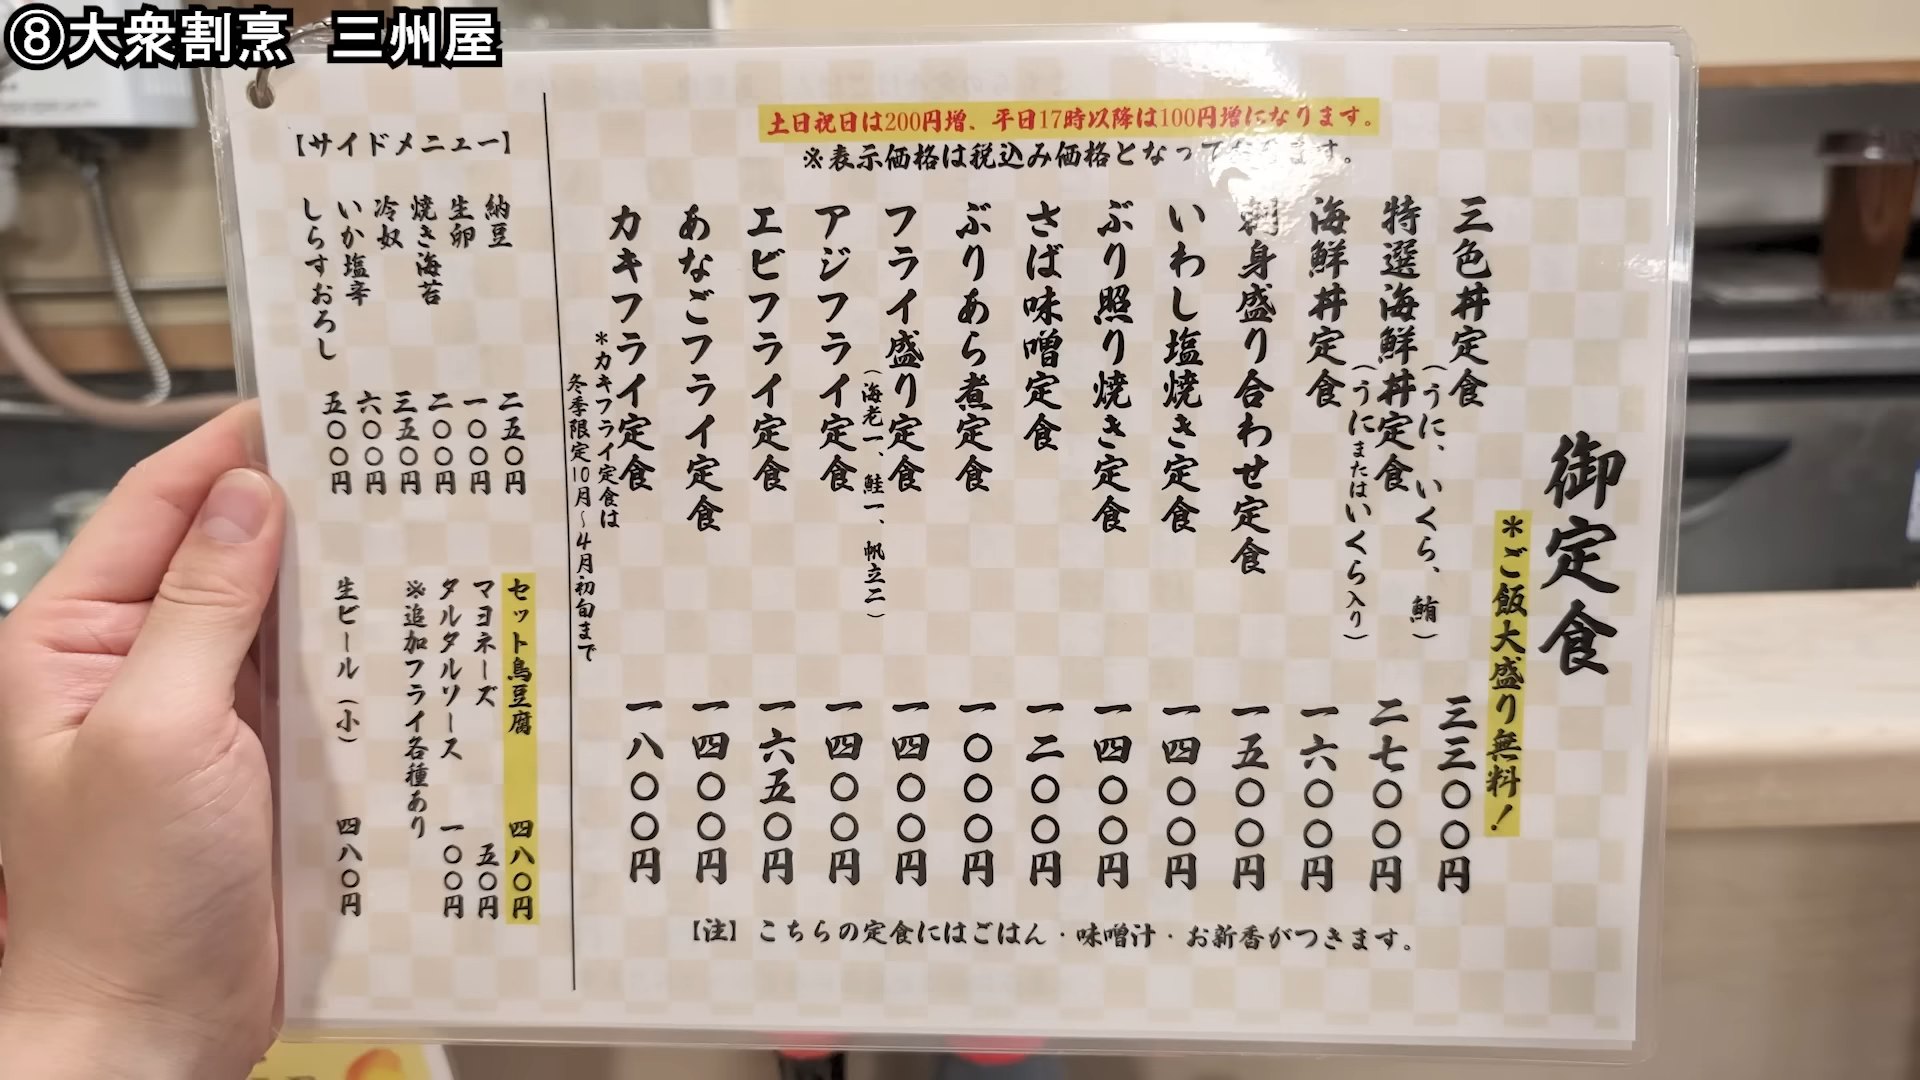 ⑧大衆割烹　三州屋
土日祝日は200円増、平日17時以降は100円増になります。
※表示価格は税込み価格となっております。
御定食
＊ご飯大盛り無料！
三色丼定食（うに、いくら、鮪） 三三〇〇円
特選海鮮丼定食（うにまたはいくら入り） 二七〇〇円
海鮮丼定食 一六〇〇円
刺身盛り合わせ定食 一五〇〇円
いわし塩焼き定食 一四〇〇円
ぶり照り焼き定食 一四〇〇円
さば味噌定食 一二〇〇円
ぶりあら煮定食 一〇〇〇円
フライ盛り定食（海老一、鮭一、帆立二） 一四〇〇円
アジフライ定食 一四〇〇円
エビフライ定食 一六五〇円
あなごフライ定食 一四〇〇円
カキフライ定食 一八〇〇円
＊カキフライ定食は
冬季限定10月～4月初旬まで
【注】こちらの定食にはごはん・味噌汁・お新香がつきます。
【サイドメニュー】
納豆 二五〇円
生卵 一〇〇円
焼き海苔 二〇〇円
冷奴 三五〇円
いか塩辛 六〇〇円
しらすおろし 五〇〇円
セット鳥豆腐 四八〇円
マヨネーズ 五〇円
タルタルソース 一〇〇円
※追加フライ各種あり
生ビール（小） 四八〇円